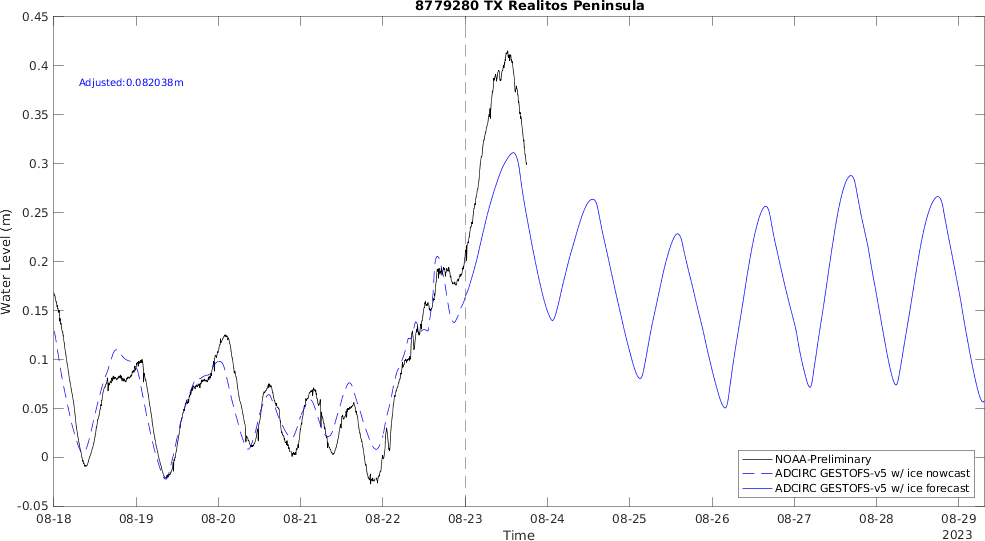 8779280 TX Realitos Peninsula
0.45
0.4
0.35
0.3
0.25
0.2
0.15
0.1
0.05
0
-0.05
Water Level (m)
Adjusted:0.082038m
NOAA-Preliminary
ADCIRC GESTOFS-v5 w/ ice nowcast
ADCIRC GESTOFS-v5 w/ ice forecast
08-18 08-19 08-20 08-21 08-22 08-23 08-24 08-25 08-26 08-27 08-28 08-29
Time
2023